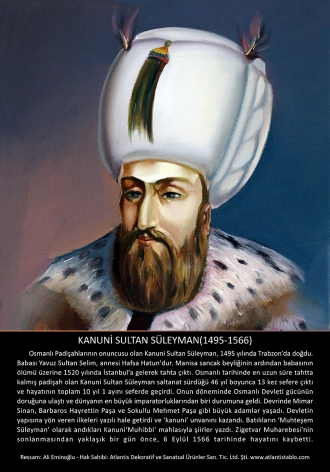 KANUNİ SULTAN SÜLEYMAN(1495-1566)
Osmanlı Padişahlarının onuncusu olan Kanuni Sultan Süleyman, 1495 yılında Trabzon'da doğdu.
Babası Yavuz Sultan Selim, annesi Hafsa Hatun'dur. Manisa sancak beyliğinin ardından babasının
ölümü üzerine 1520 yılında İstanbul'a gelerek tahta çıktı. Osmanlı tarihinde en uzun süre tahta
kalmış padişah olan Kanuni Sultan Süleyman saltanat sürdüğü 46 yıl boyunca 13 kez sefere çıktı
ve hayatının toplam 10 yıl 1 ayını seferde geçirdi. Onun döneminde Osmanlı Devleti gücünün
doruğuna ulaştı ve dünyanın en büyük imparatorluklarından biri durumuna geldi. Devrinde Mimar
Sinan, Barbaros Hayrettin Paşa ve Sokullu Mehmet Paşa gibi büyük adamlar yaşadı. Devletin
yapısına yön veren ilkeleri yazılı hale getirdi ve 'kanuni' unvanını kazandı. Batılıların 'Muhteşem
Süleyman' olarak andıkları Kanuni'Muhibbi' mahlasıyla şiirler yazdı. Zigetvar Muharebesi'nin
sonlanmasından yaklaşık bir gün önce, 6 Eylül 1566 tarihinde hayatını kaybetti.
Ressam: Ali Eminoğlu - Hak Sahibi: Atlantis Dekoratif ve Sanatsal Ürünler San. Tic. Ltd. Şti. www.atlantistablo.com